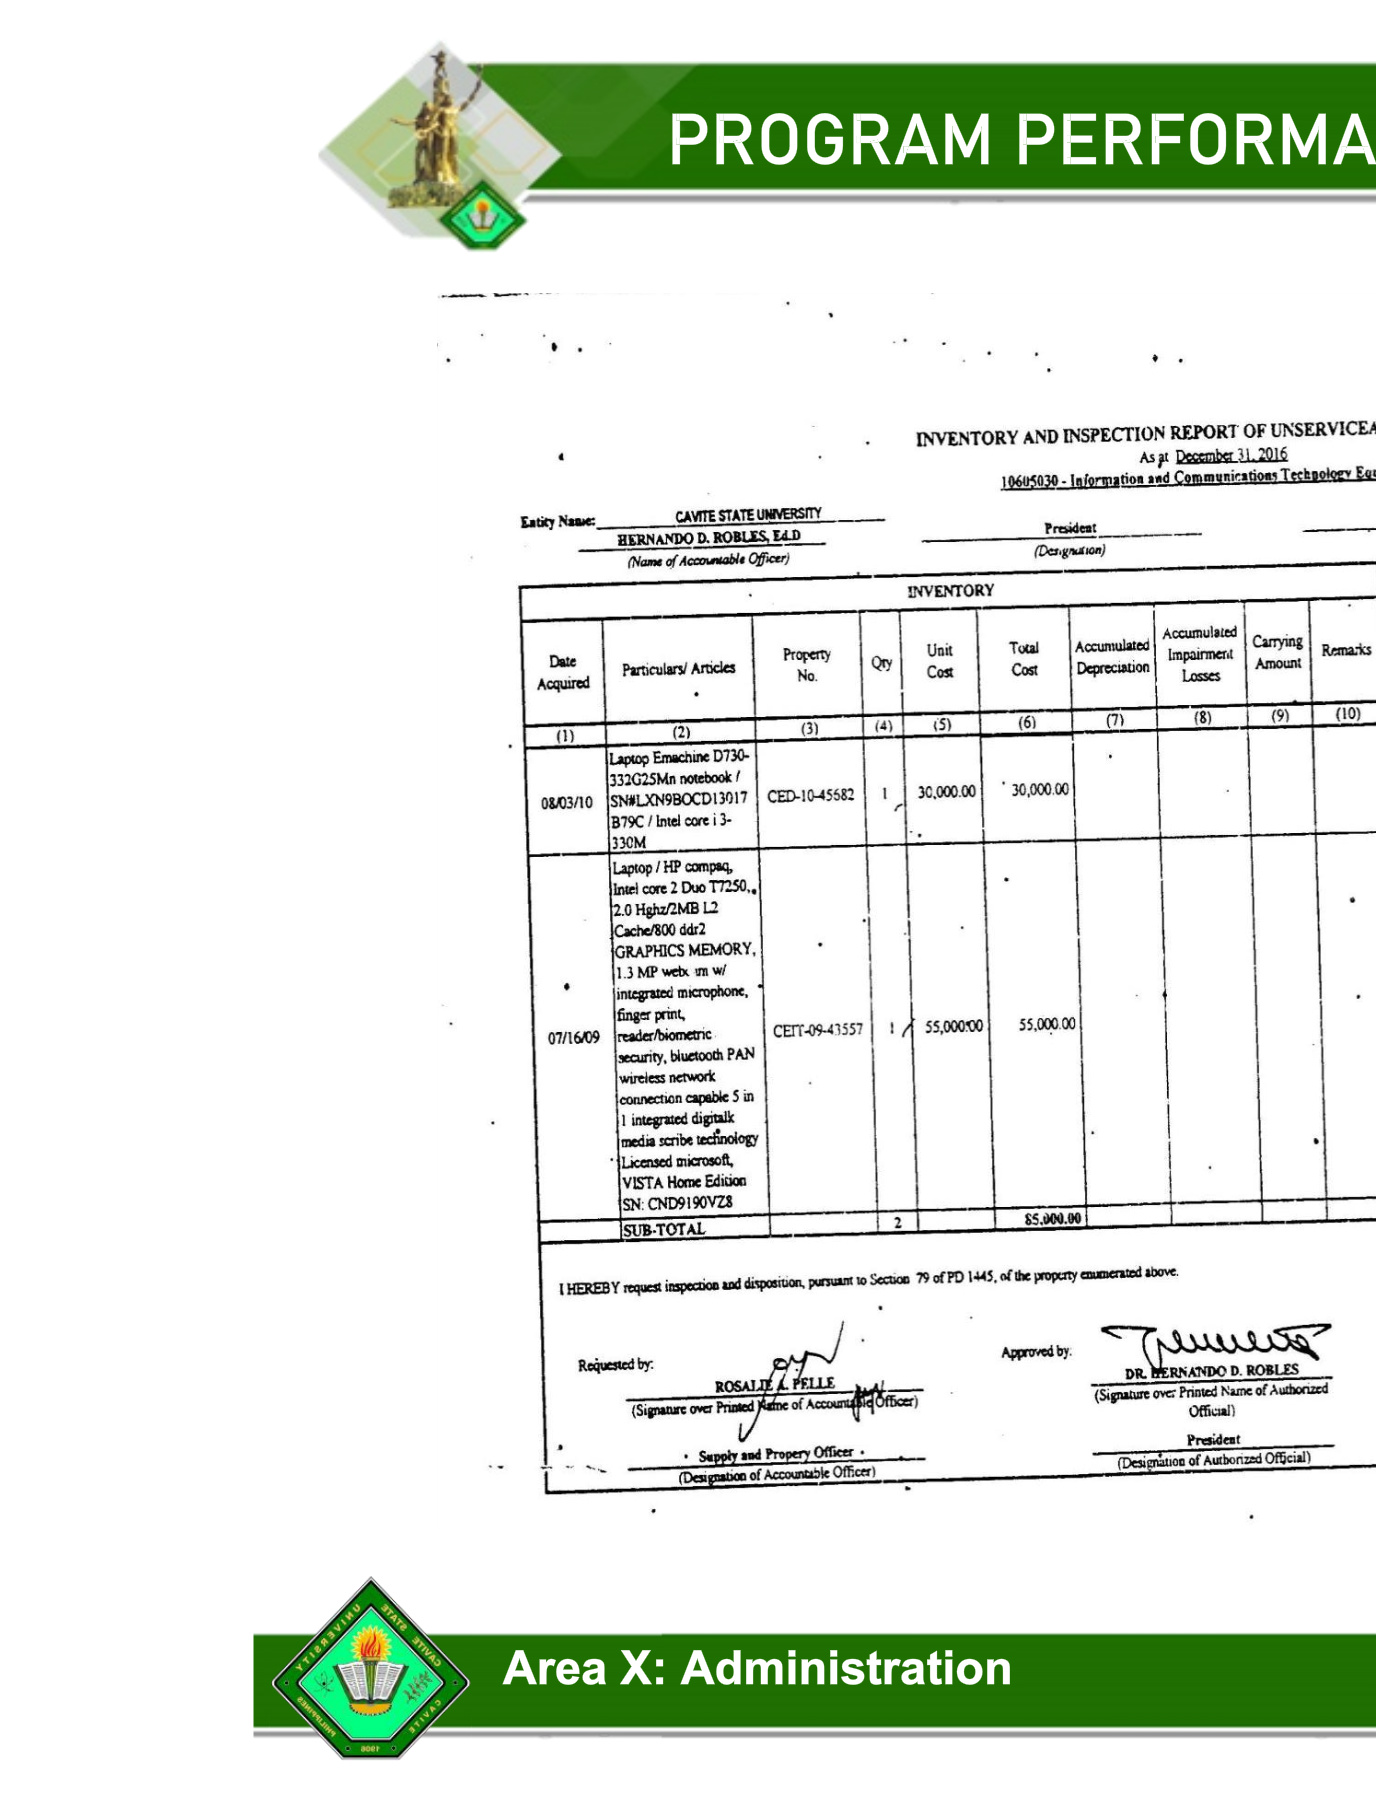 PROGRAM PERFORMA
INVENTORY AND INSPECTION REPORT OF UNSERVICEA
As at December 31, 2016
10605030 - Information and Communications Technology Equ
Entity Name: CAVITE STATE UNIVERSITY
HERNANDO D. ROBLES, Ed.D
President
(Name of Accountable Officer)
(Designation)
INVENTORY
Date Acquired
Particulars/ Articles
Property No.
Qty
Unit Cost
Total Cost
Accumulated Depreciation
Accumulated Impairment Losses
Carrying Amount
Remarks
(1) (2) (3) (4) (5) (6) (7) (8) (9) (10)
Laptop Emachine D730-
332G25Mn notebook /
08/03/10 SN#LXN9BOCD13017 CED-10-45682 1 30,000.00 30,000.00
B79C / Intel core i 3-
330M
Laptop / HP compaq,
Intel core 2 Duo T7250,
2.0 Hghz/2MB L2
Cache/800 ddr2
GRAPHICS MEMORY,
1.3 MP w/
integrated microphone,
finger print,
07/16/09 reader/biometric CEIT-09-43557 1 55,000.00 55,000.00
security, bluetooth PAN
wireless network
connection capable 5 in
1 integrated digitalk
media scribe technology
Licensed microsoft,
VISTA Home Edition
SN: CND9190VZ8
SUB-TOTAL 2 85,000.00
I HEREBY request inspection and disposition, pursuant to Section 79 of PD 1445, of the property enumerated above.
Requested by:
Approved by:
ROSALIE A. PELLE
DR. HERNANDO D. ROBLES
(Signature over Printed Name of Accountable Officer)
(Signature over Printed Name of Authorized
Official)
Supply and Propery Officer
President
(Designation of Accountable Officer)
(Designation of Authorized Official)
CAVITE STATE UNIVERSITY
CAVITE
PHILIPPINES
1906
Area X: Administration